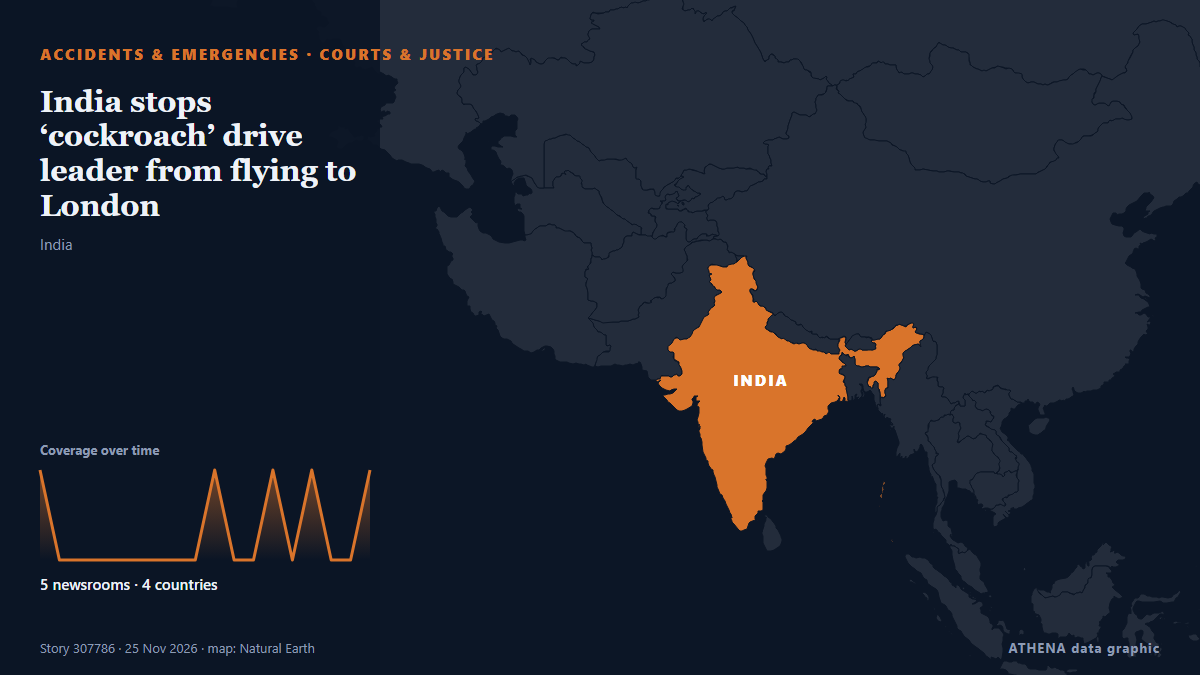 ACCIDENTS & EMERGENCIES · COURTS & JUSTICE
India stops
‘cockroach’ drive
leader from flying to
London
India
INDIA
Coverage over time
5 newsrooms · 4 countries
Story 307786 · 25 Nov 2026 · map: Natural Earth
ATHENA data graphic